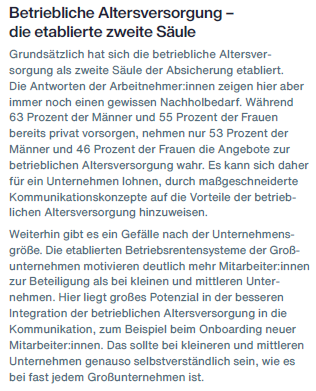 Betriebliche Altersversorgung –
die etablierte zweite Säule
Grundsätzlich hat sich die betriebliche Altersver-
sorgung als zweite Säule der Absicherung etabliert.
Die Antworten der Arbeitnehmer:innen zeigen hier aber
immer noch einen gewissen Nachholbedarf. Während
63 Prozent der Männer und 55 Prozent der Frauen
bereits privat vorsorgen, nehmen nur 53 Prozent der
Männer und 46 Prozent der Frauen die Angebote zur
betrieblichen Altersversorgung wahr. Es kann sich daher
für ein Unternehmen lohnen, durch maßgeschneiderte
Kommunikationskonzepte auf die Vorteile der betrieb-
lichen Altersversorgung hinzuweisen.
Weiterhin gibt es ein Gefälle nach der Unternehmens-
größe. Die etablierten Betriebsrentensysteme der Groß-
unternehmen motivieren deutlich mehr Mitarbeiter:innen
zur Beteiligung als bei kleinen und mittleren Unter-
nehmen. Hier liegt großes Potenzial in der besseren
Integration der betrieblichen Altersversorgung in die
Kommunikation, zum Beispiel beim Onboarding neuer
Mitarbeiter:innen. Das sollte bei kleineren und mittleren
Unternehmen genauso selbstverständlich sein, wie es
bei fast jedem Großunternehmen ist.